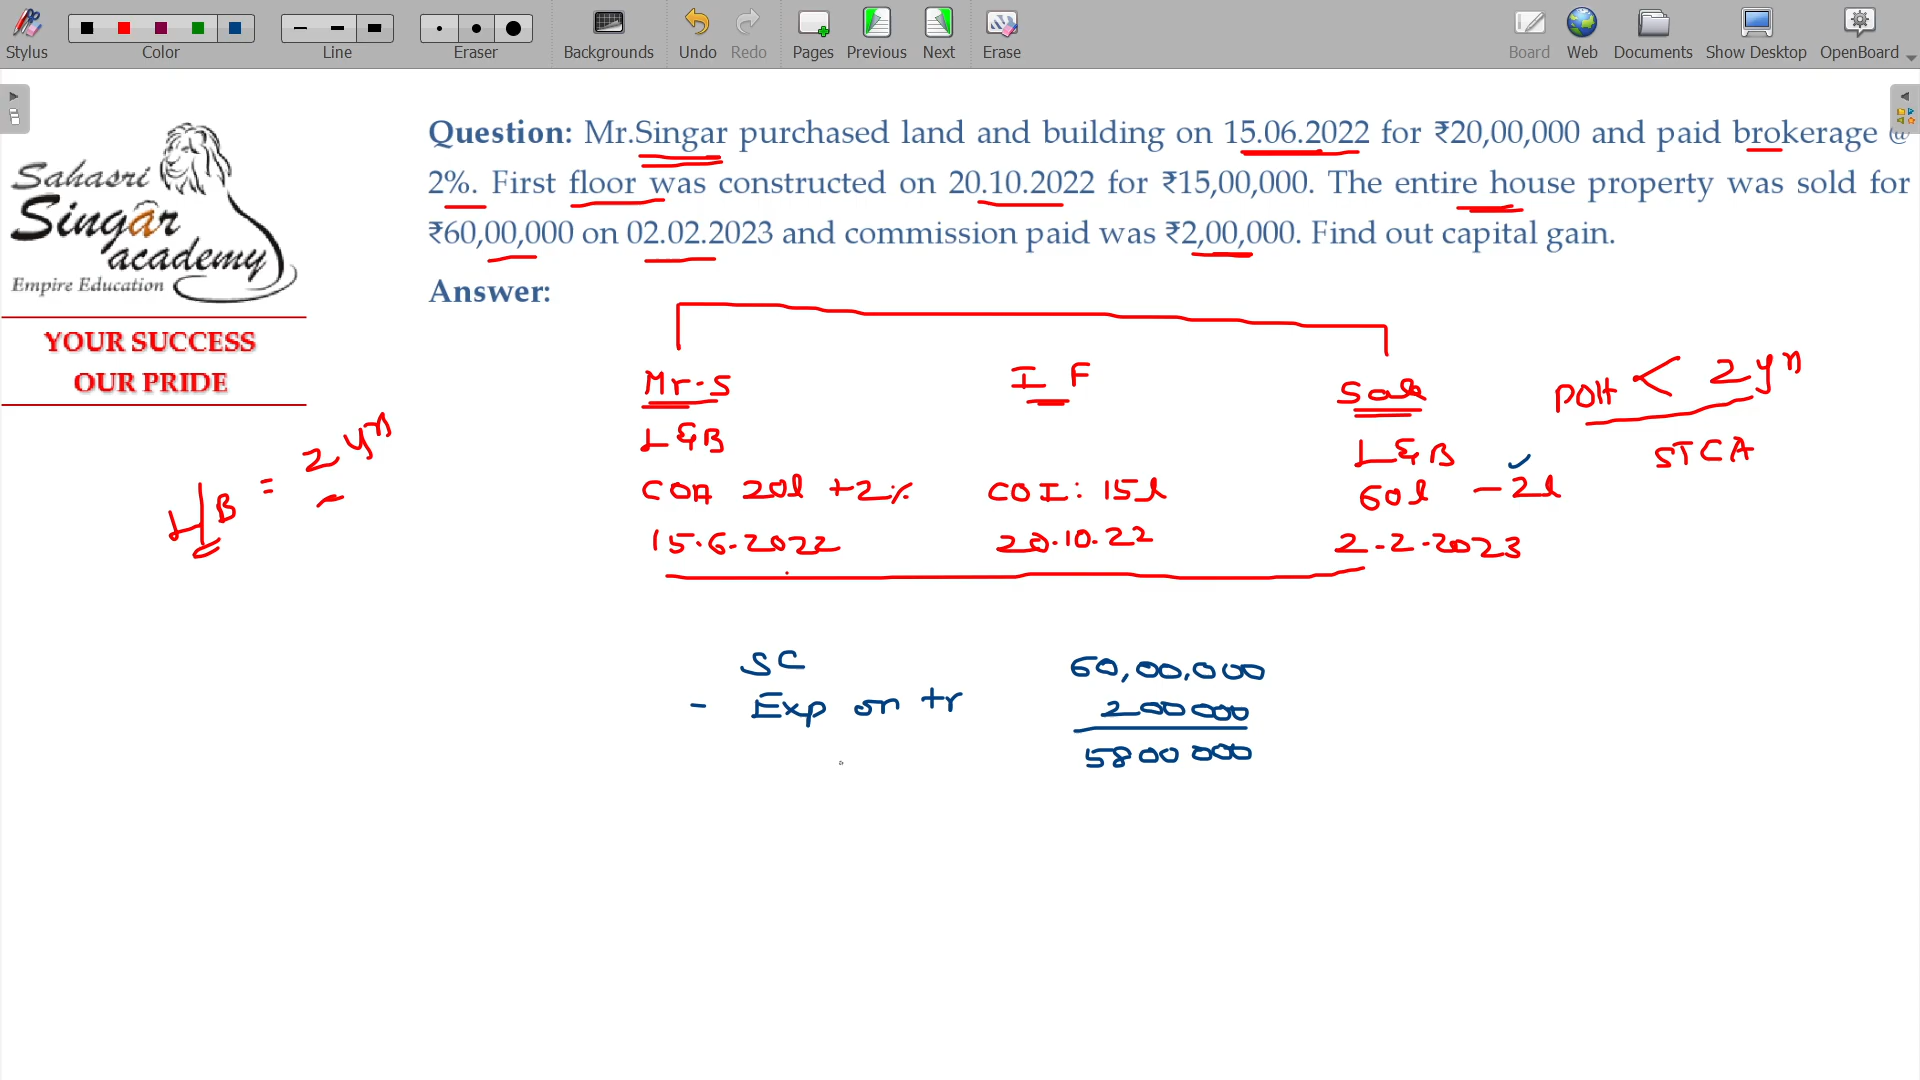 Stylus Color Line Eraser Backgrounds Undo Redo Pages Previous Next Erase Board Web Documents Show Desktop OpenBoard
Sahasri
Singar
academy
Empire Education
YOUR SUCCESS
OUR PRIDE
Question: Mr.Singar purchased land and building on 15.06.2022 for ₹20,00,000 and paid brokerage @
2%. First floor was constructed on 20.10.2022 for ₹15,00,000. The entire house property was sold for
₹60,00,000 on 02.02.2023 and commission paid was ₹2,00,000. Find out capital gain.
Answer:
Mr.S I F Sale
L&B L&B
COA 20l +2% COI: 15l 60l - 2l
15.6.2022 20.10.22 2.2.2023
POH < 2 yrs
STCA
L/B = 2 yrs
SC 60,00,000
- Exp on tr 200000
5800000